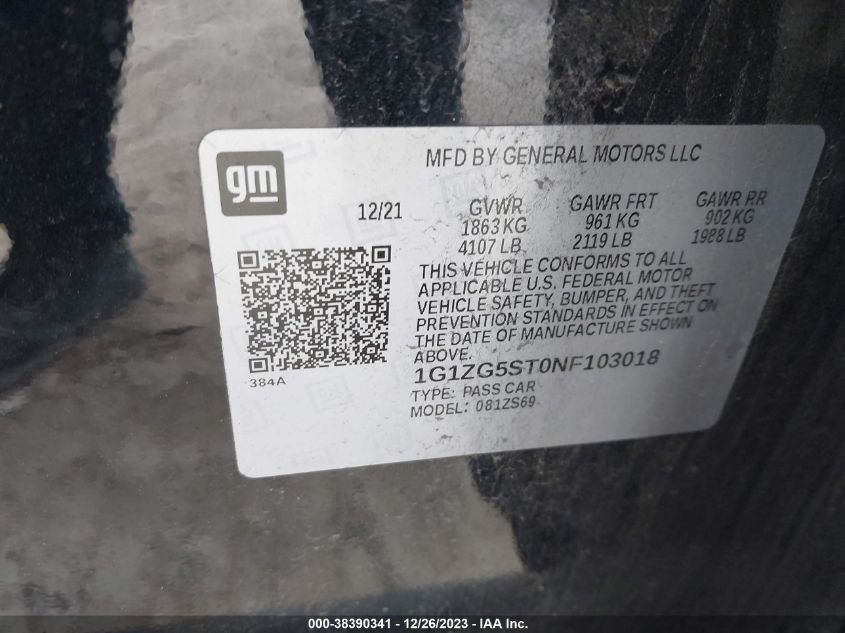 MFD BY GENERAL MOTORS LLC
gm
12/21
GVWR GAWR FRT GAWR RR
1863 KG 961 KG 902 KG
4107 LB 2119 LB 1988 LB
THIS VEHICLE CONFORMS TO ALL
APPLICABLE U.S. FEDERAL MOTOR
VEHICLE SAFETY, BUMPER, AND THEFT
PREVENTION STANDARDS IN EFFECT ON
THE DATE OF MANUFACTURE SHOWN
ABOVE.
384A
1G1ZG5ST0NF103018
TYPE: PASS CAR
MODEL: 081ZS69
000-38390341 - 12/26/2023 - IAA Inc.